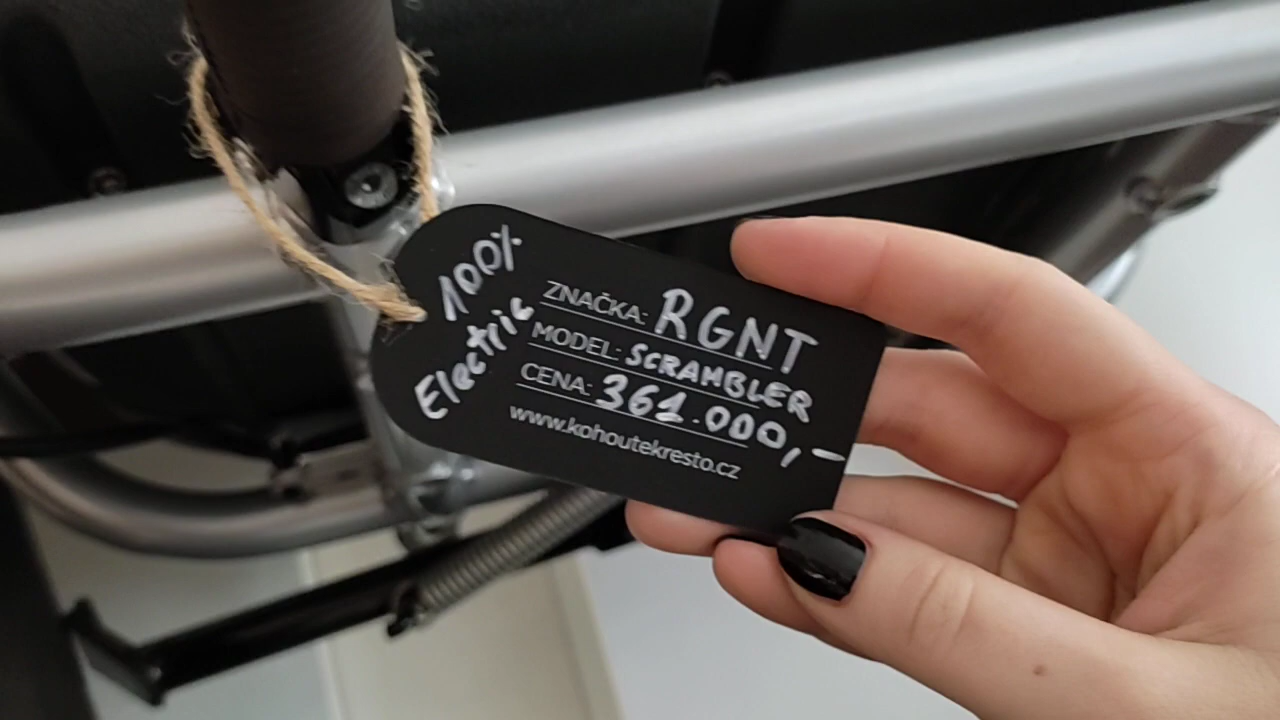 100%
Electric
ZNAČKA: RGNT
MODEL: SCRAMBLER
CENA: 361.000,-
www.kohoutekresto.cz